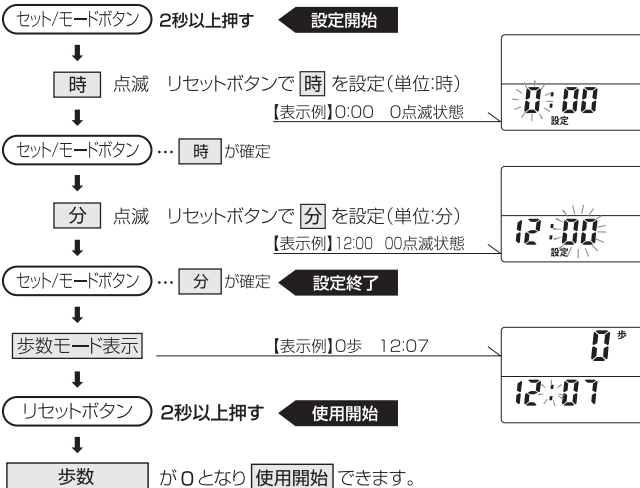 セット/モードボタン 2秒以上押す 設定開始
時 点滅 リセットボタンで 時 を設定(単位:時)
【表示例】0:00 0点滅状態
0:00
設定
セット/モードボタン … 時 が確定
分 点滅 リセットボタンで 分 を設定(単位:分)
【表示例】12:00 00点滅状態
12:00
設定
セット/モードボタン … 分 が確定 設定終了
歩数モード表示 【表示例】0歩 12:07
0歩
12:07
リセットボタン 2秒以上押す 使用開始
歩数 が0となり 使用開始 できます。